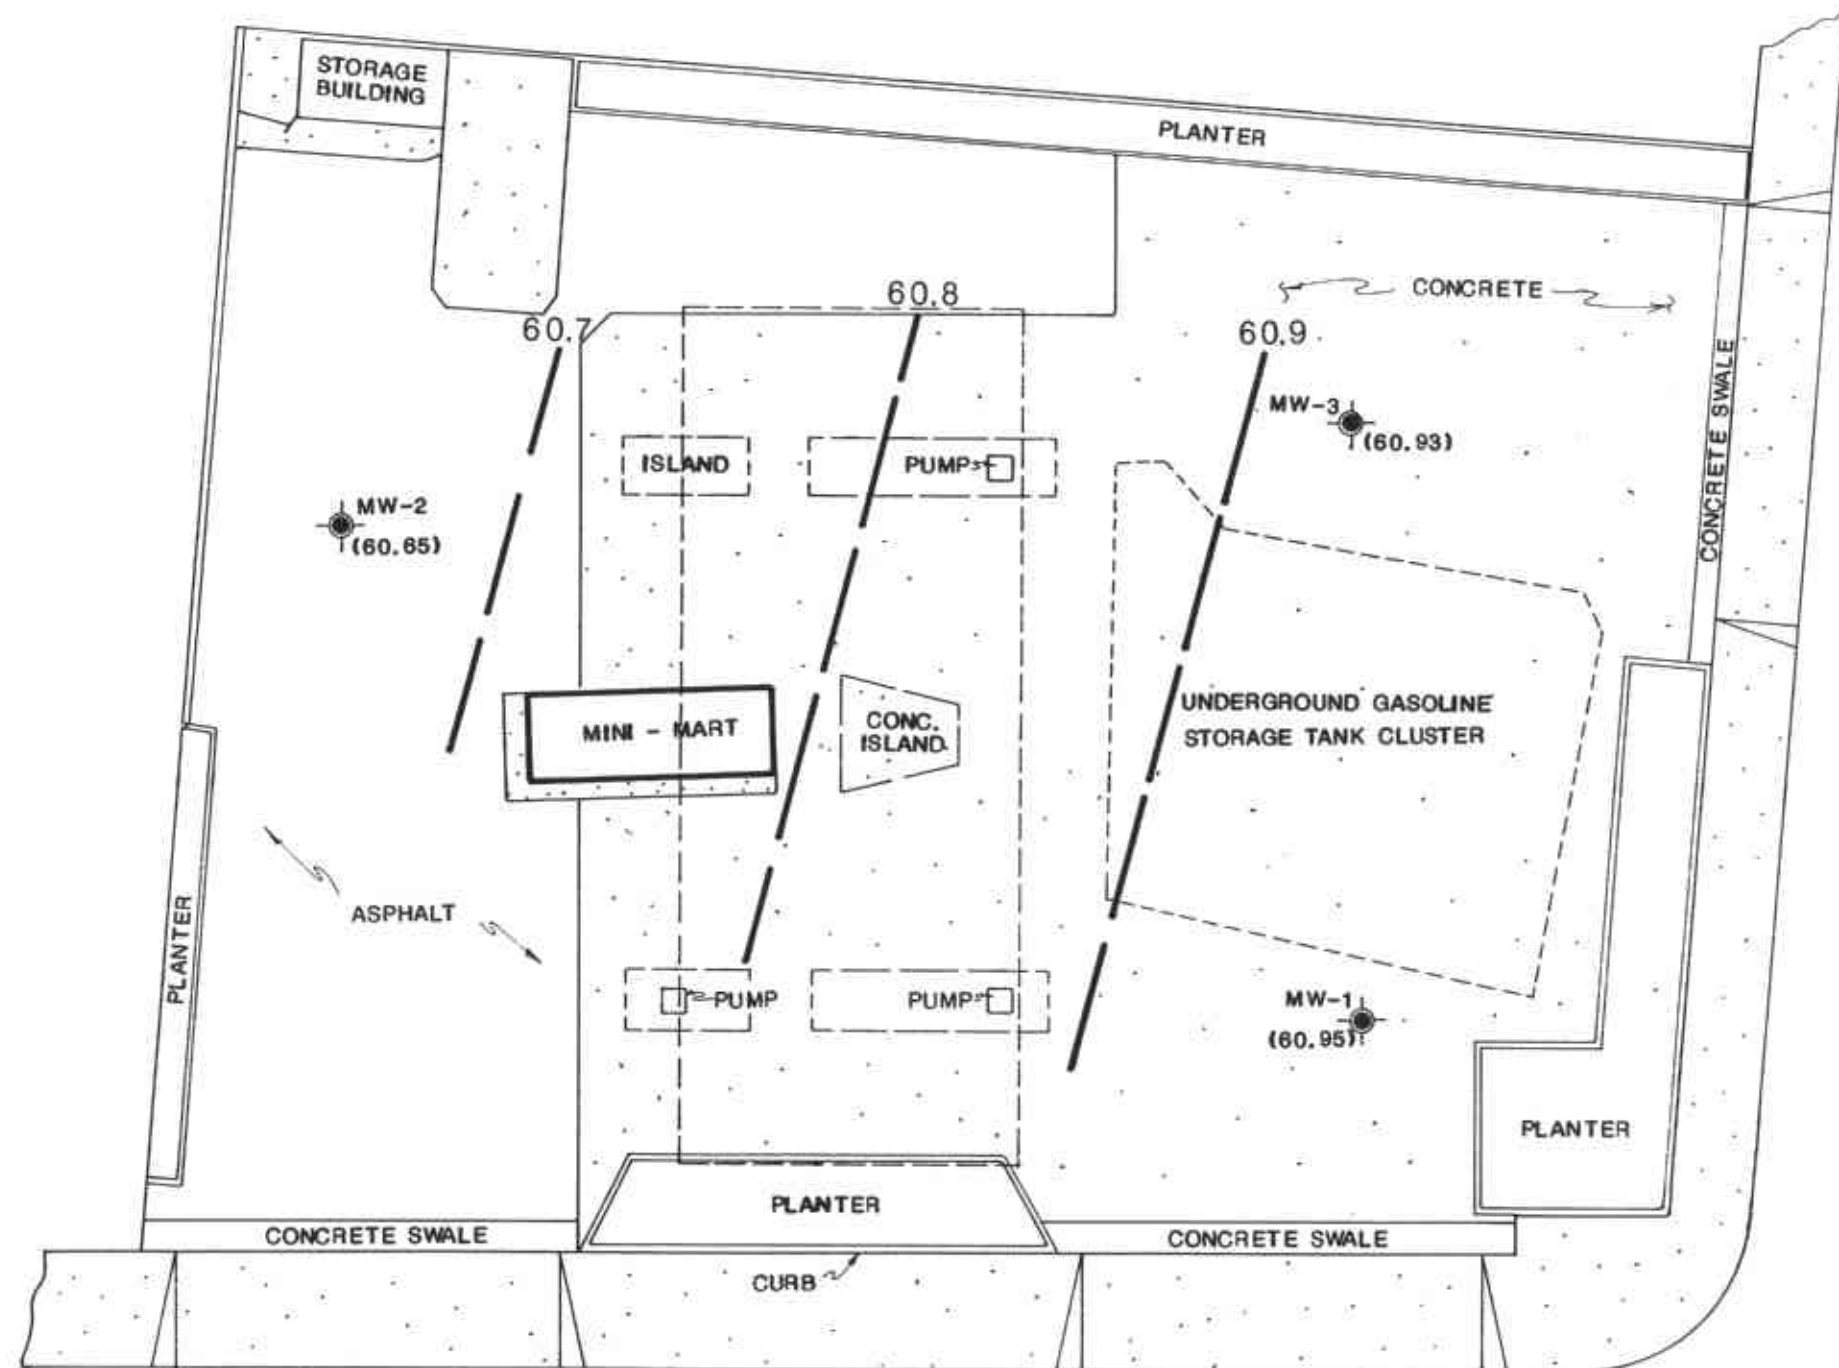 STORAGE
BUILDING
PLANTER
60.7
60.8
60.9
CONCRETE
CONCRETE SWALE
MW-3
(60.93)
ISLAND
PUMP
MW-2
(60.65)
MINI - MART
CONC.
ISLAND
UNDERGROUND GASOLINE
STORAGE TANK CLUSTER
PLANTER
ASPHALT
PUMP
PUMP
MW-1
(60.95)
PLANTER
PLANTER
CONCRETE SWALE
CONCRETE SWALE
CURB